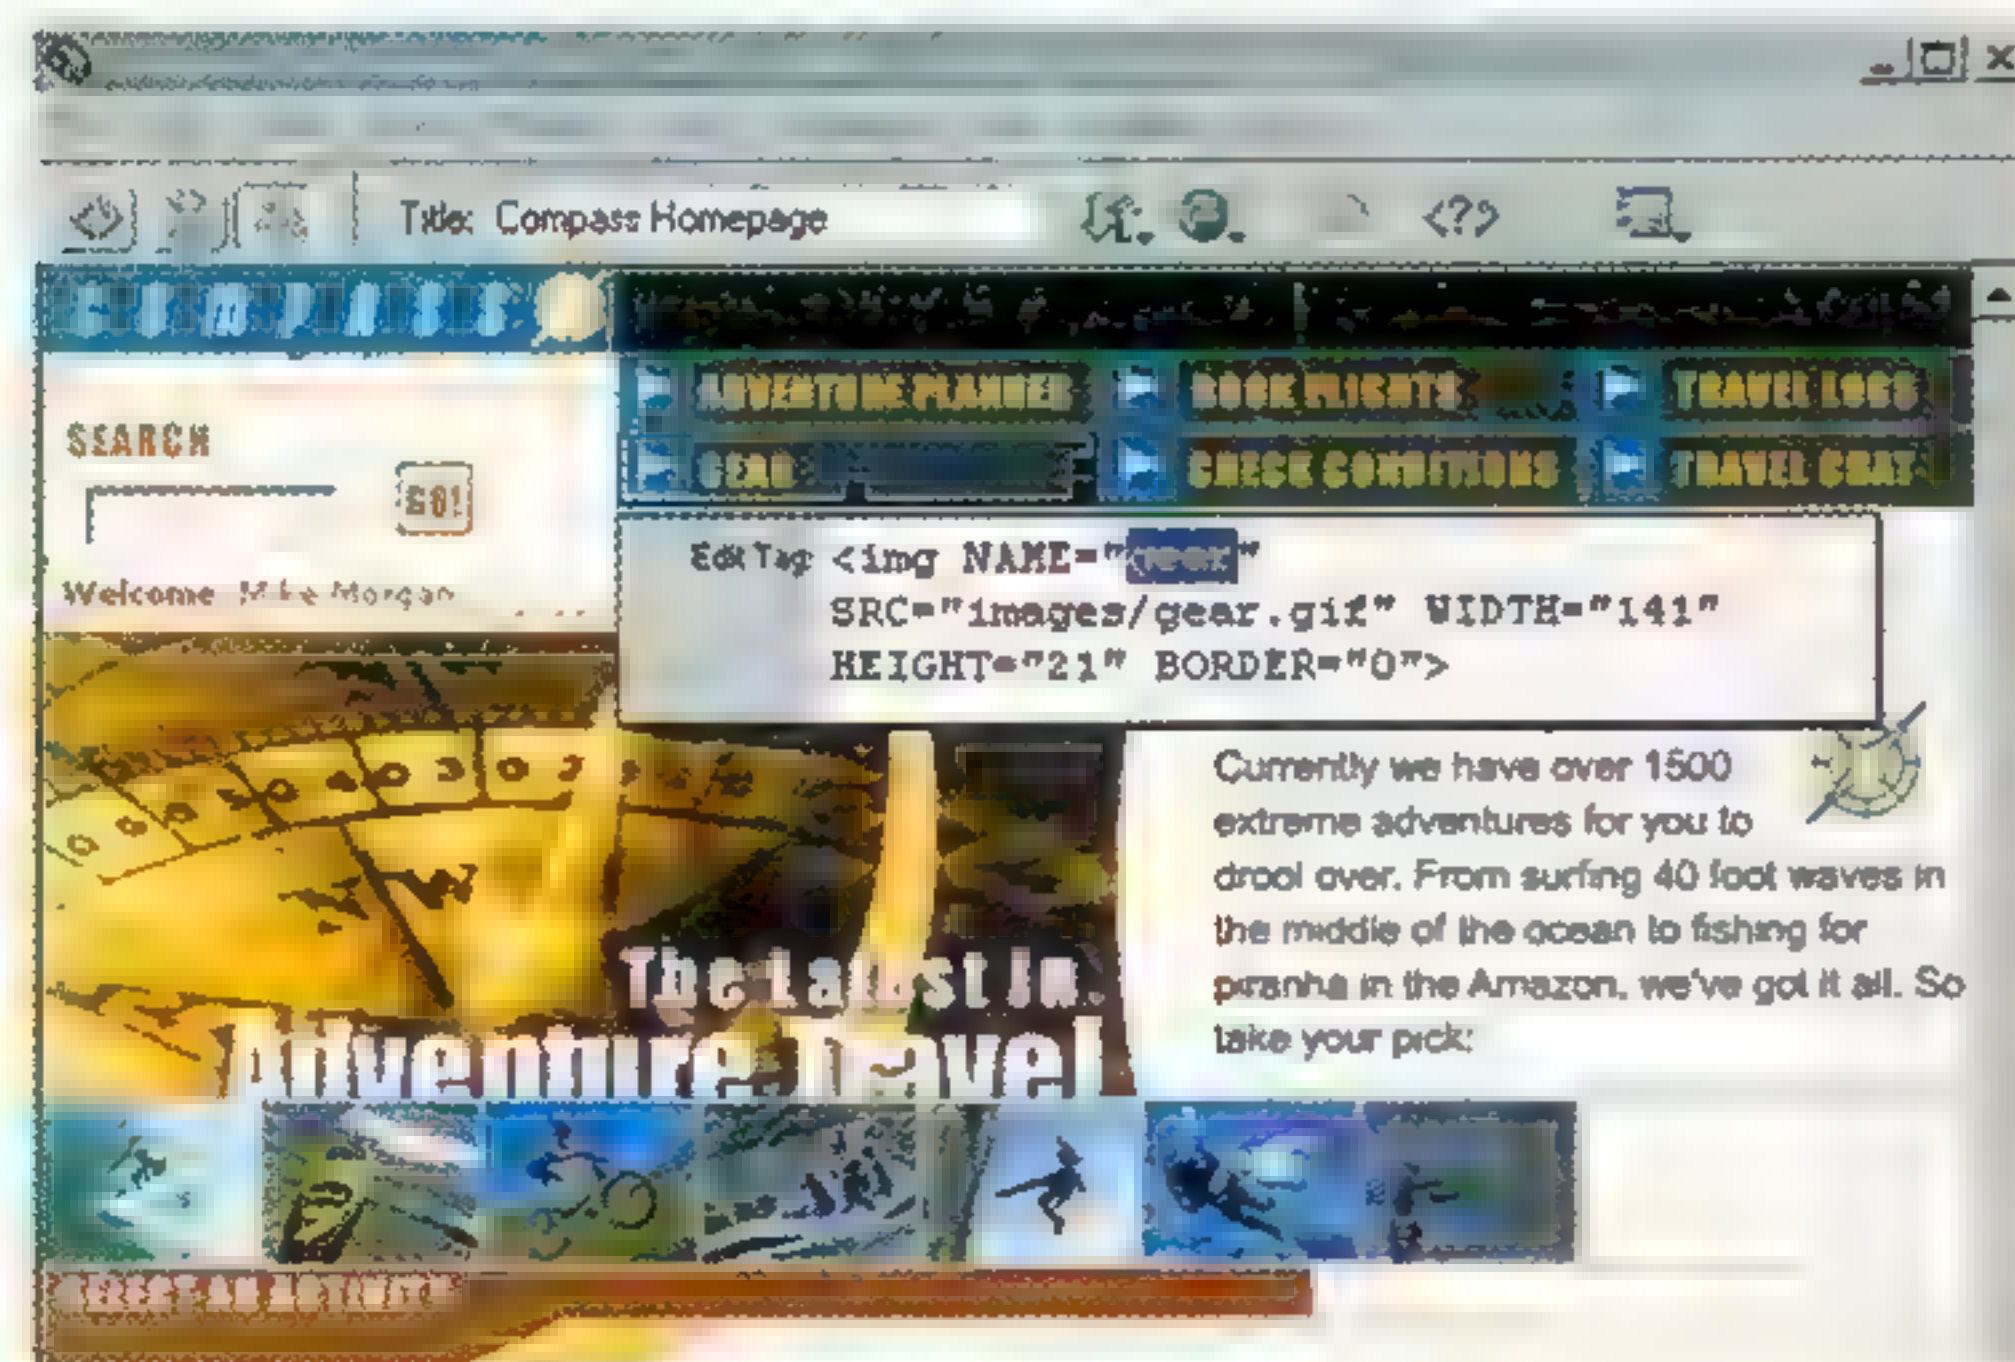 Title: Compass Homepage
COMPASS
ADVENTURE PLANNER
BOOK FLIGHTS
TRAVEL LOGS
GEAR
CHECK CONDITIONS
TRAVEL CHAT
SEARCH
GO!
Welcome Mike Morgan
Edit Tag: <img NAME="gear"
SRC="images/gear.gif" WIDTH="141"
HEIGHT="21" BORDER="0">
Currently we have over 1500
extreme adventures for you to
drool over. From surfing 40 foot waves in
the middle of the ocean to fishing for
piranha in the Amazon, we've got it all. So
take your pick:
The Latest in
Adventure Travel
SELECT AN ACTIVITY